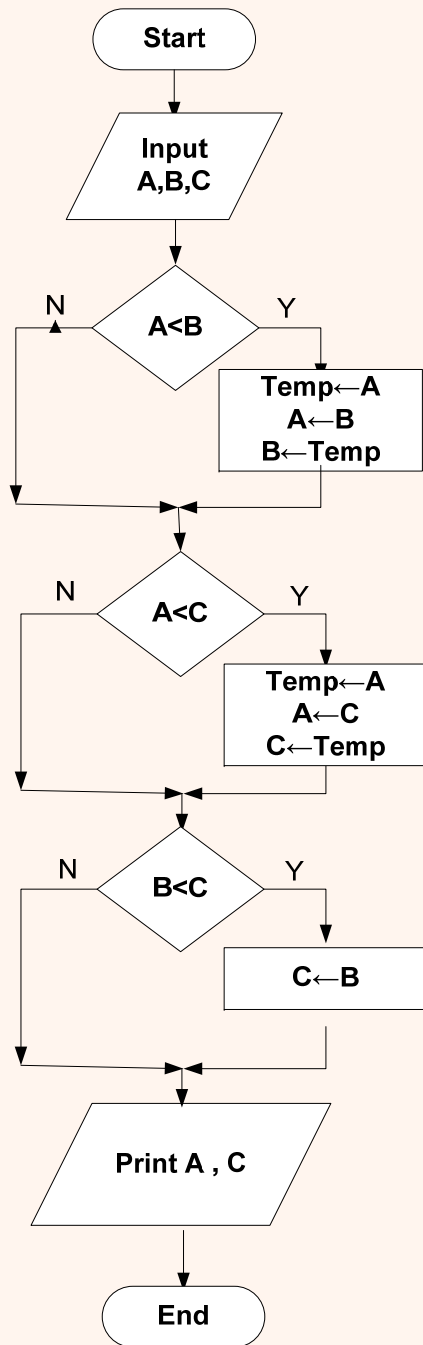 Start
Input
A,B,C
A<B
N
Y
Temp←A
A←B
B←Temp
A<C
N
Y
Temp←A
A←C
C←Temp
B<C
N
Y
C←B
Print A , C
End